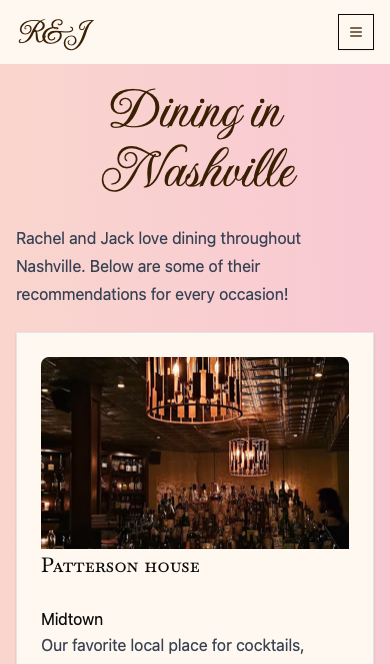 R&J
Dining in
Nashville
Rachel and Jack love dining throughout
Nashville. Below are some of their
recommendations for every occasion!
Patterson house
Midtown
Our favorite local place for cocktails,